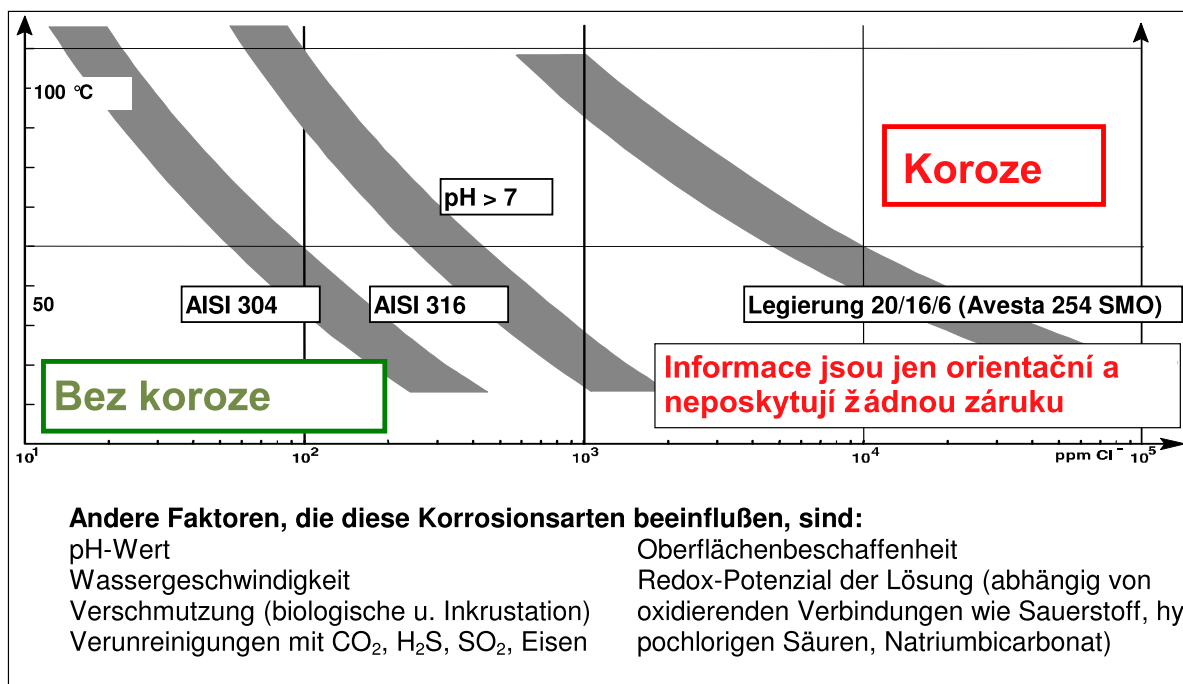 100 °C
Koroze
pH > 7
50
AISI 304
AISI 316
Legierung 20/16/6 (Avesta 254 SMO)
Bez koroze
Informace jsou jen orientační a
neposkytují žádnou záruku
10¹
10²
10³
10⁴
ppm Cl⁻
10⁵
Andere Faktoren, die diese Korrosionsarten beeinflußen, sind:
pH-Wert
Wassergeschwindigkeit
Verschmutzung (biologische u. Inkrustation)
Verunreinigungen mit CO₂, H₂S, SO₂, Eisen
Oberflächenbeschaffenheit
Redox-Potenzial der Lösung (abhängig von
oxidierenden Verbindungen wie Sauerstoff, hy
pochlorigen Säuren, Natriumbicarbonat)